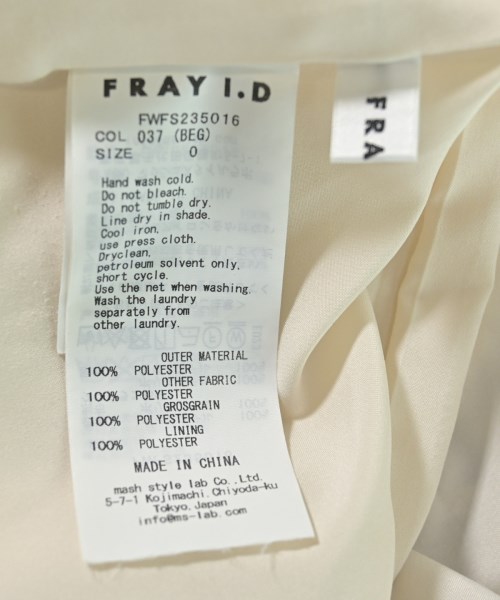 FRAY I.D
FWFS235016
COL 037 (BEG)
SIZE 0
Hand wash cold.
Do not bleach.
Do not tumble dry.
Line dry in shade.
Cool iron.
use press cloth.
Dryclean.
petroleum solvent only,
short cycle.
Use the net when washing.
Wash the laundry
separately from
other laundry.
OUTER MATERIAL
100% POLYESTER
OTHER FABRIC
100% POLYESTER
GROSGRAIN
100% POLYESTER
LINING
100% POLYESTER
MADE IN CHINA
mash style lab Co.,Ltd.
5-7-1 Kojimachi,Chiyoda-ku
Tokyo,Japan
info@ms-lab.com
FRA